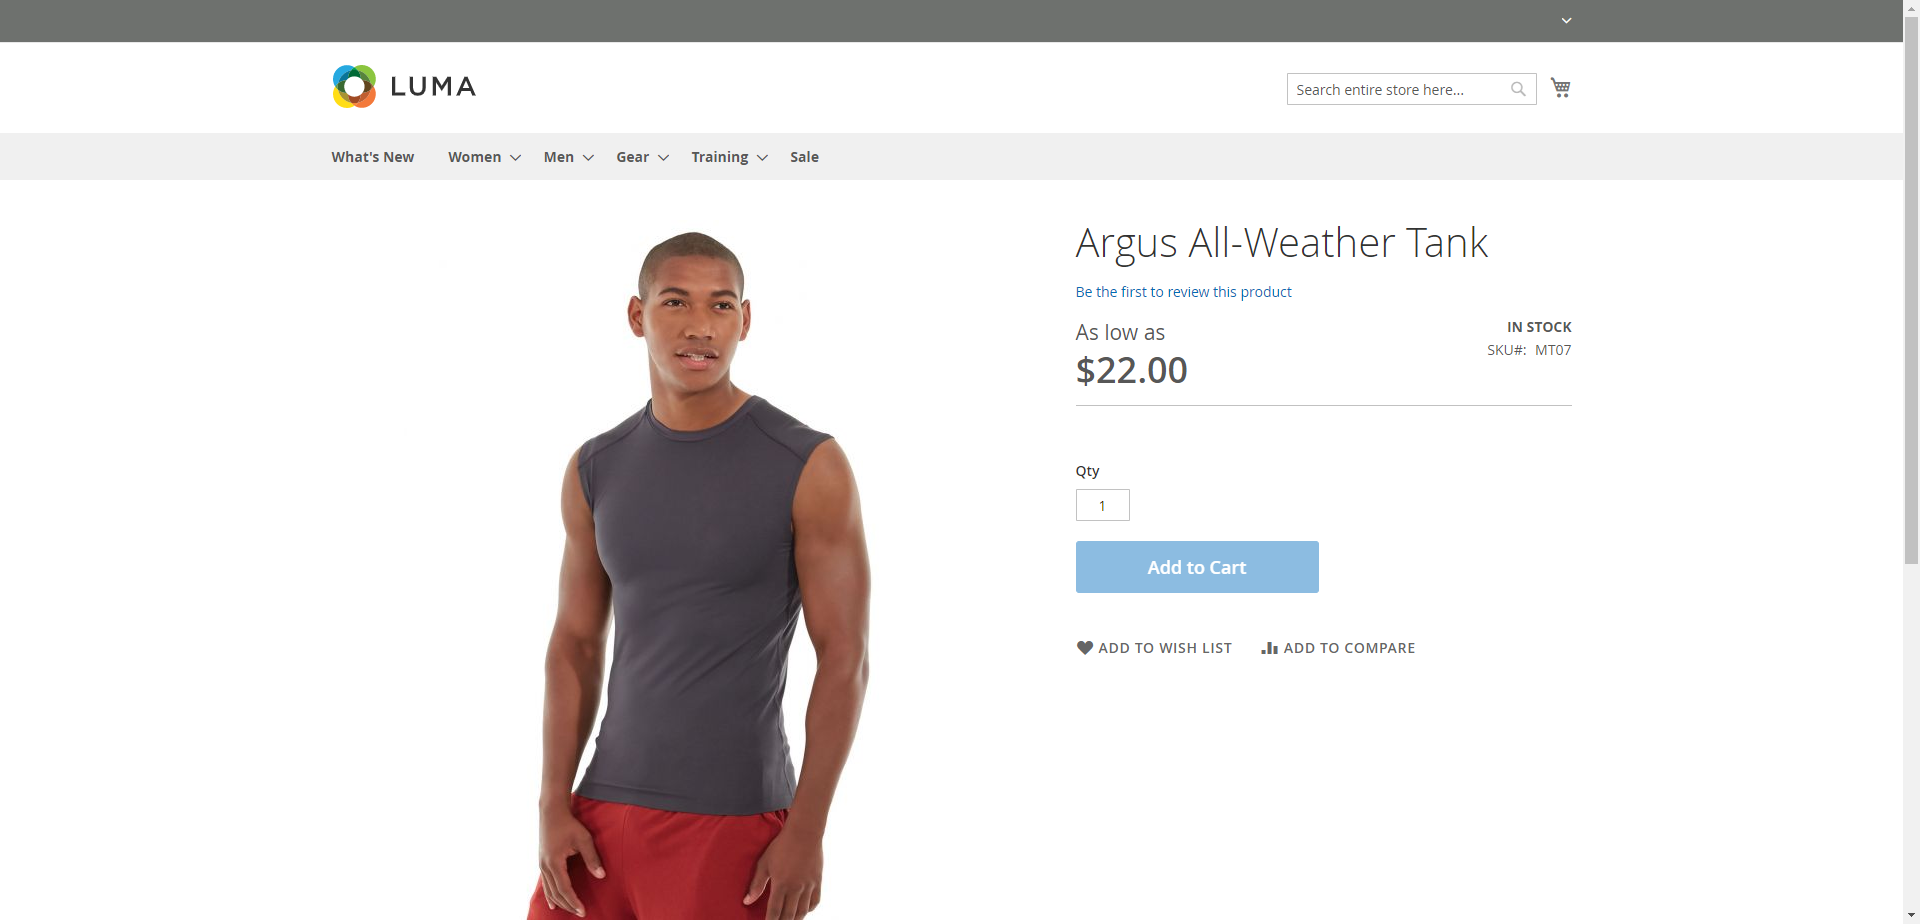 LUMA
Search entire store here...
What's New Women Men Gear Training Sale
Argus All-Weather Tank
Be the first to review this product
As low as
$22.00
IN STOCK
SKU#: MT07
Qty
1
Add to Cart
ADD TO WISH LIST ADD TO COMPARE